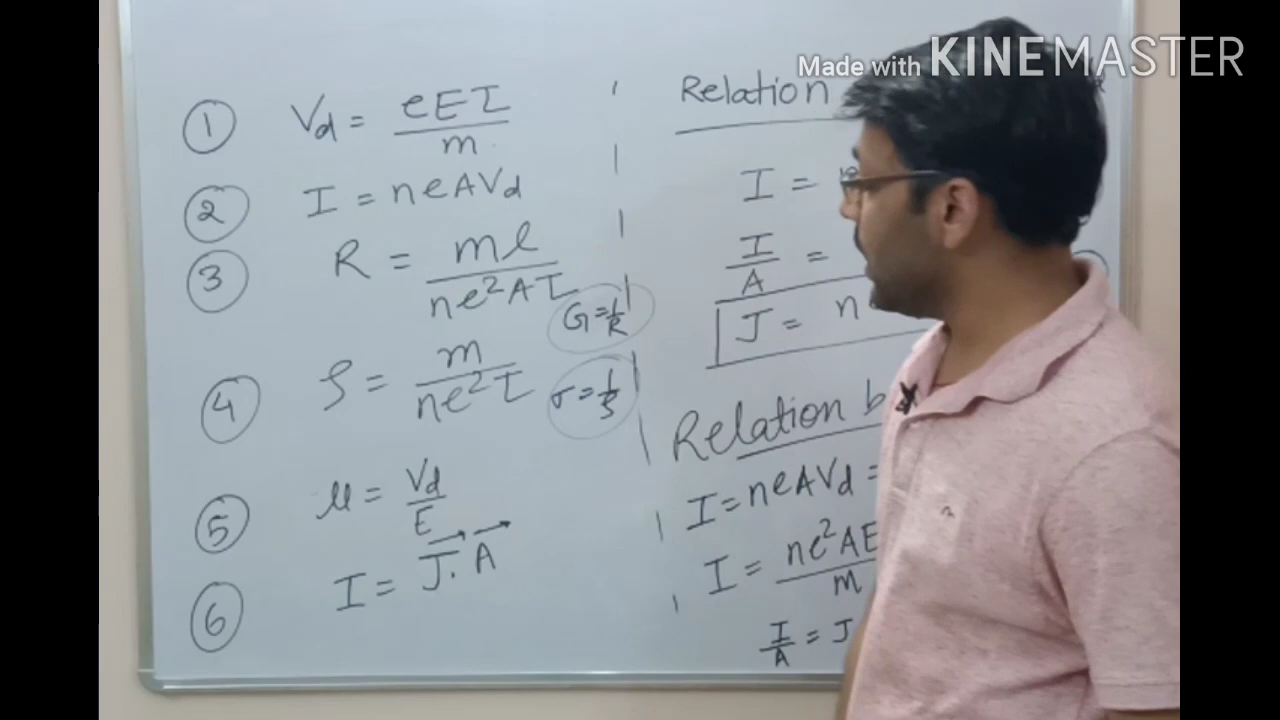 Made with KINEMASTER
① Vd = eEτ/m
② I = neAVd
③ R = ml/ne²Aτ
G = 1/R
④ ρ = m/ne²τ
σ = 1/ρ
⑤ μ = Vd/E
⑥ I = J⃗.A⃗
Relation
I =
I/A =
J = n
Relation b
I = neAVd =
I = ne²AE/m
I/A = J